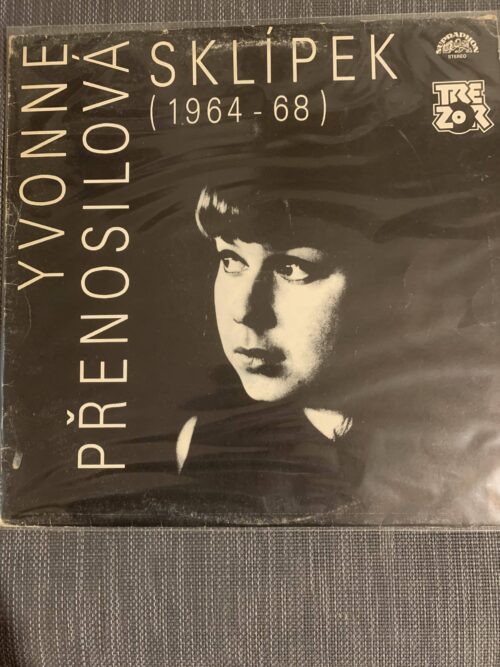 YVONNE
PŘENOSILOVÁ
SKLÍPEK
(1964-68)
SUPRAPHON
STEREO
TREZOR